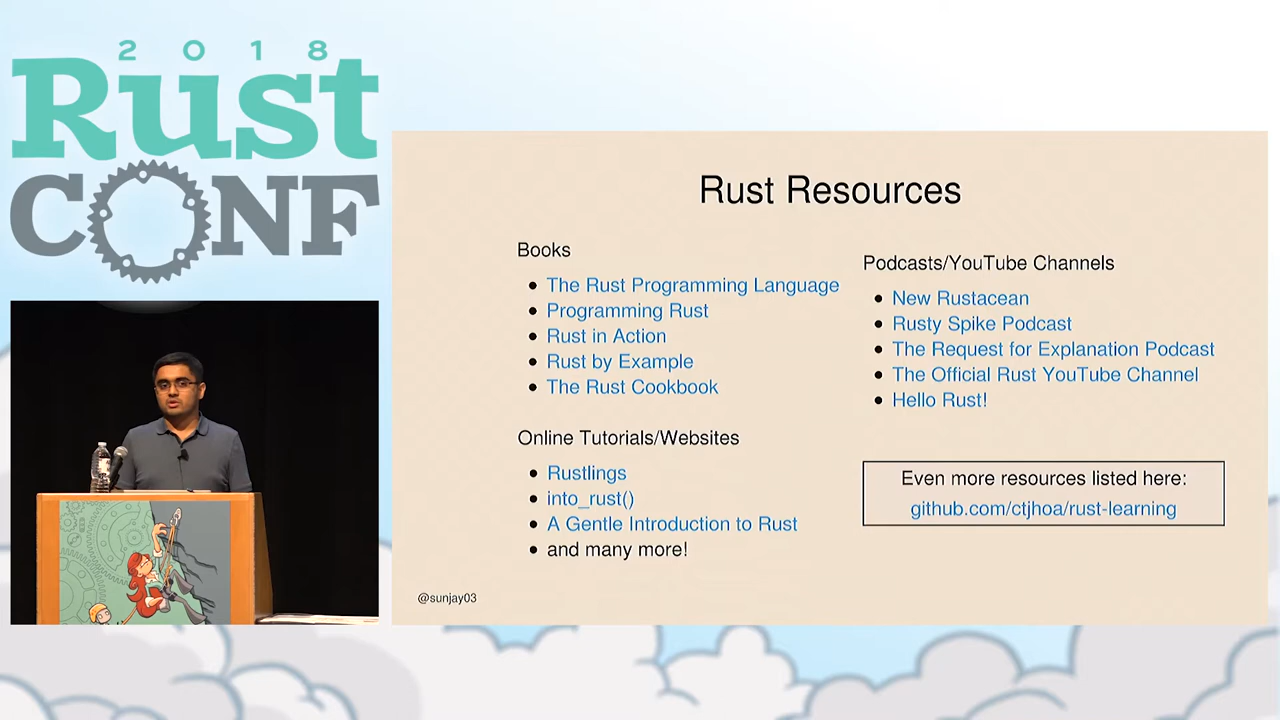 2018
Rust
CONF
Rust Resources
Books
The Rust Programming Language
Programming Rust
Rust in Action
Rust by Example
The Rust Cookbook
Online Tutorials/Websites
Rustlings
into_rust()
A Gentle Introduction to Rust
and many more!
Podcasts/YouTube Channels
New Rustacean
Rusty Spike Podcast
The Request for Explanation Podcast
The Official Rust YouTube Channel
Hello Rust!
Even more resources listed here:
github.com/ctjhoa/rust-learning
@sunjay03